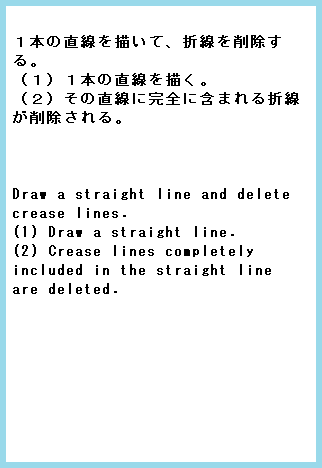 １本の直線を描いて、折線を削除す
る。
（１）１本の直線を描く。
（２）その直線に完全に含まれる折線
が削除される。
Draw a straight line and delete
crease lines.
(1) Draw a straight line.
(2) Crease lines completely
included in the straight line
are deleted.